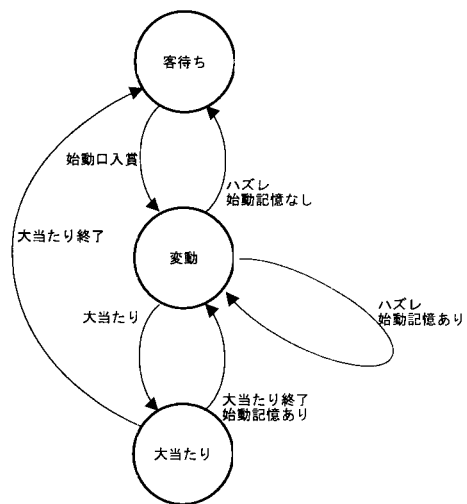 客待ち
始動口入賞
ハズレ
始動記憶なし
大当たり終了
変動
ハズレ
始動記憶あり
大当たり
大当たり終了
始動記憶あり
大当たり